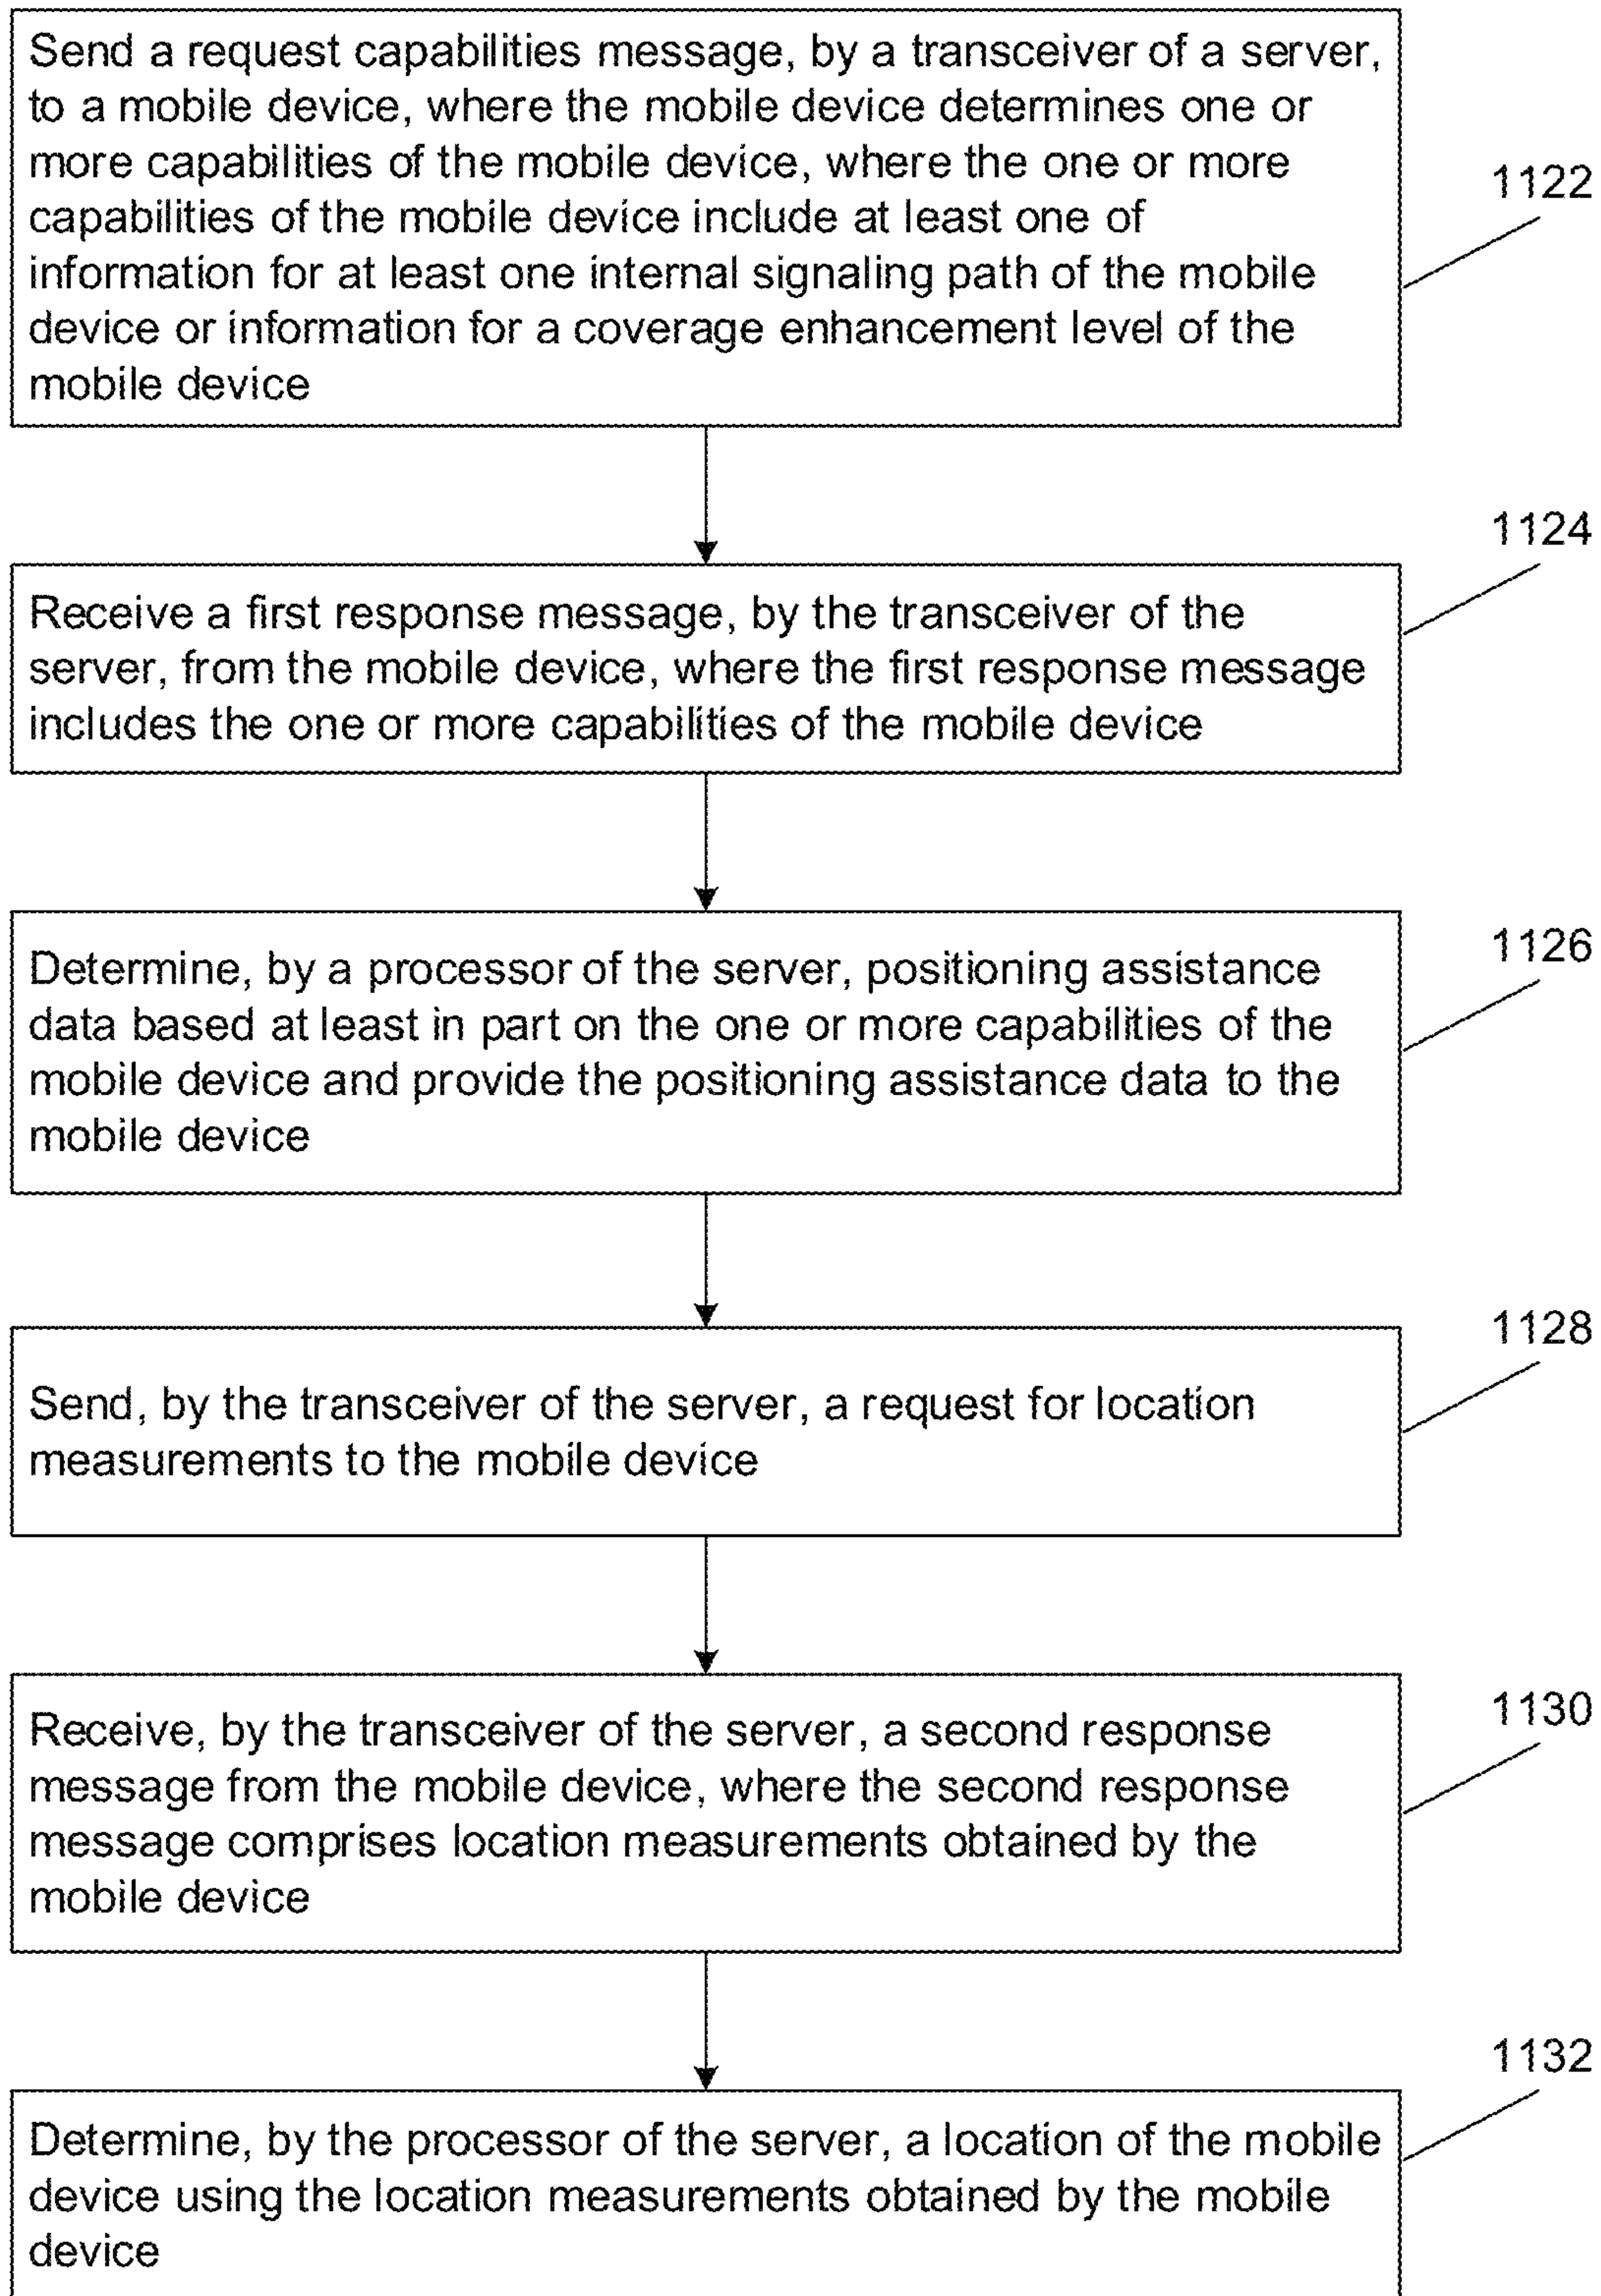 Send a request capabilities message, by a transceiver of a server,
to a mobile device, where the mobile device determines one or
more capabilities of the mobile device, where the one or more
capabilities of the mobile device include at least one of
information for at least one internal signaling path of the mobile
device or information for a coverage enhancement level of the
mobile device
1122
Receive a first response message, by the transceiver of the
server, from the mobile device, where the first response message
includes the one or more capabilities of the mobile device
1124
Determine, by a processor of the server, positioning assistance
data based at least in part on the one or more capabilities of the
mobile device and provide the positioning assistance data to the
mobile device
1126
Send, by the transceiver of the server, a request for location
measurements to the mobile device
1128
Receive, by the transceiver of the server, a second response
message from the mobile device, where the second response
message comprises location measurements obtained by the
mobile device
1130
Determine, by the processor of the server, a location of the mobile
device using the location measurements obtained by the mobile
device
1132